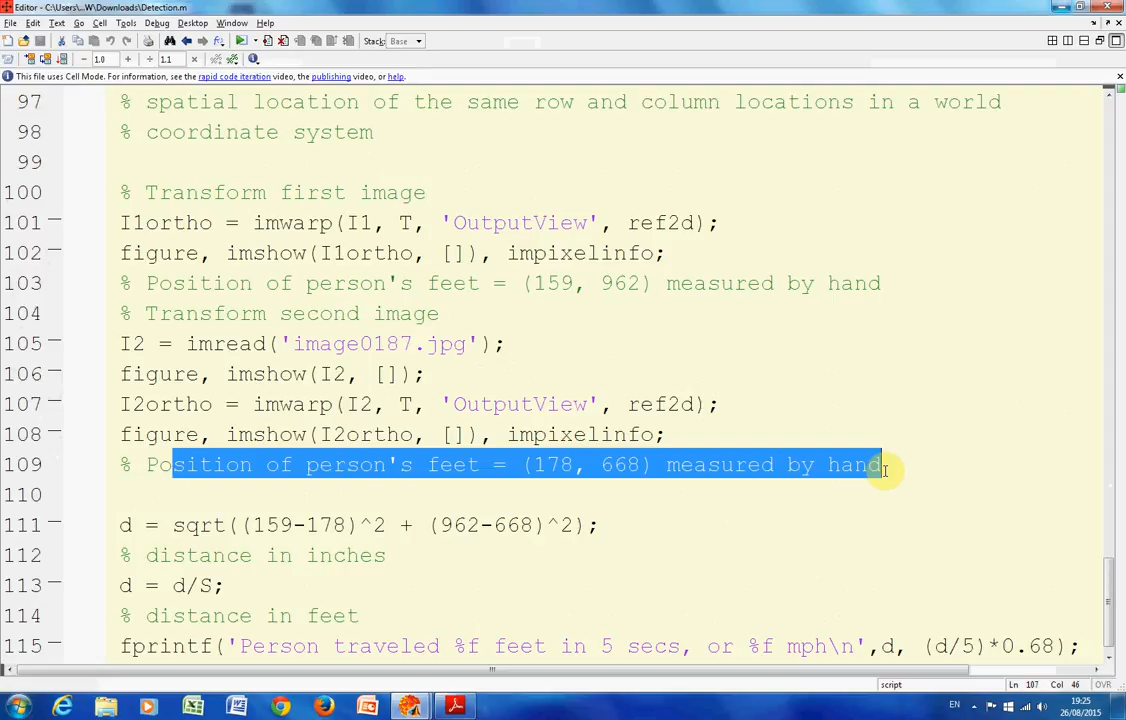 Editor - C:\U...W\Downloads\Detection.m
File Edit Text Go Cell Tools Debug Desktop Window Help
Stack: Base
1.0 1.1
This file uses Cell Mode. For information, see the rapid code iteration video, the publishing video, or help.
97 % spatial location of the same row and column locations in a world
98 % coordinate system
99
100 % Transform first image
101 I1ortho = imwarp(I1, T, 'OutputView', ref2d);
102 figure, imshow(I1ortho, []), impixelinfo;
103 % Position of person's feet = (159, 962) measured by hand
104 % Transform second image
105 I2 = imread('image0187.jpg');
106 figure, imshow(I2, []);
107 I2ortho = imwarp(I2, T, 'OutputView', ref2d);
108 figure, imshow(I2ortho, []), impixelinfo;
109 % Position of person's feet = (178, 668) measured by hand
110
111 d = sqrt((159-178)^2 + (962-668)^2);
112 % distance in inches
113 d = d/S;
114 % distance in feet
115 fprintf('Person traveled %f feet in 5 secs, or %f mph\n',d, (d/5)*0.68);
script Ln 107 Col 46 OVR
EN 19:25
26/08/2015